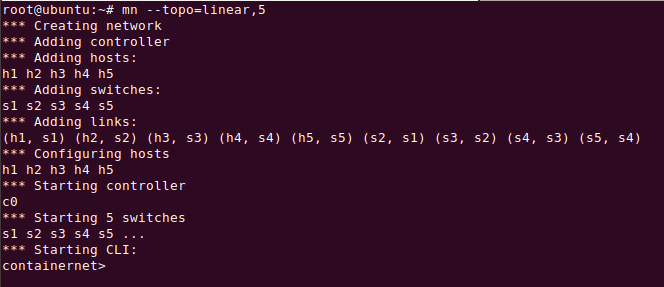 root@ubuntu:~# mn --topo=linear,5
*** Creating network
*** Adding controller
*** Adding hosts:
h1 h2 h3 h4 h5
*** Adding switches:
s1 s2 s3 s4 s5
*** Adding links:
(h1, s1) (h2, s2) (h3, s3) (h4, s4) (h5, s5) (s2, s1) (s3, s2) (s4, s3) (s5, s4)
*** Configuring hosts
h1 h2 h3 h4 h5
*** Starting controller
c0
*** Starting 5 switches
s1 s2 s3 s4 s5 ...
*** Starting CLI:
containernet>